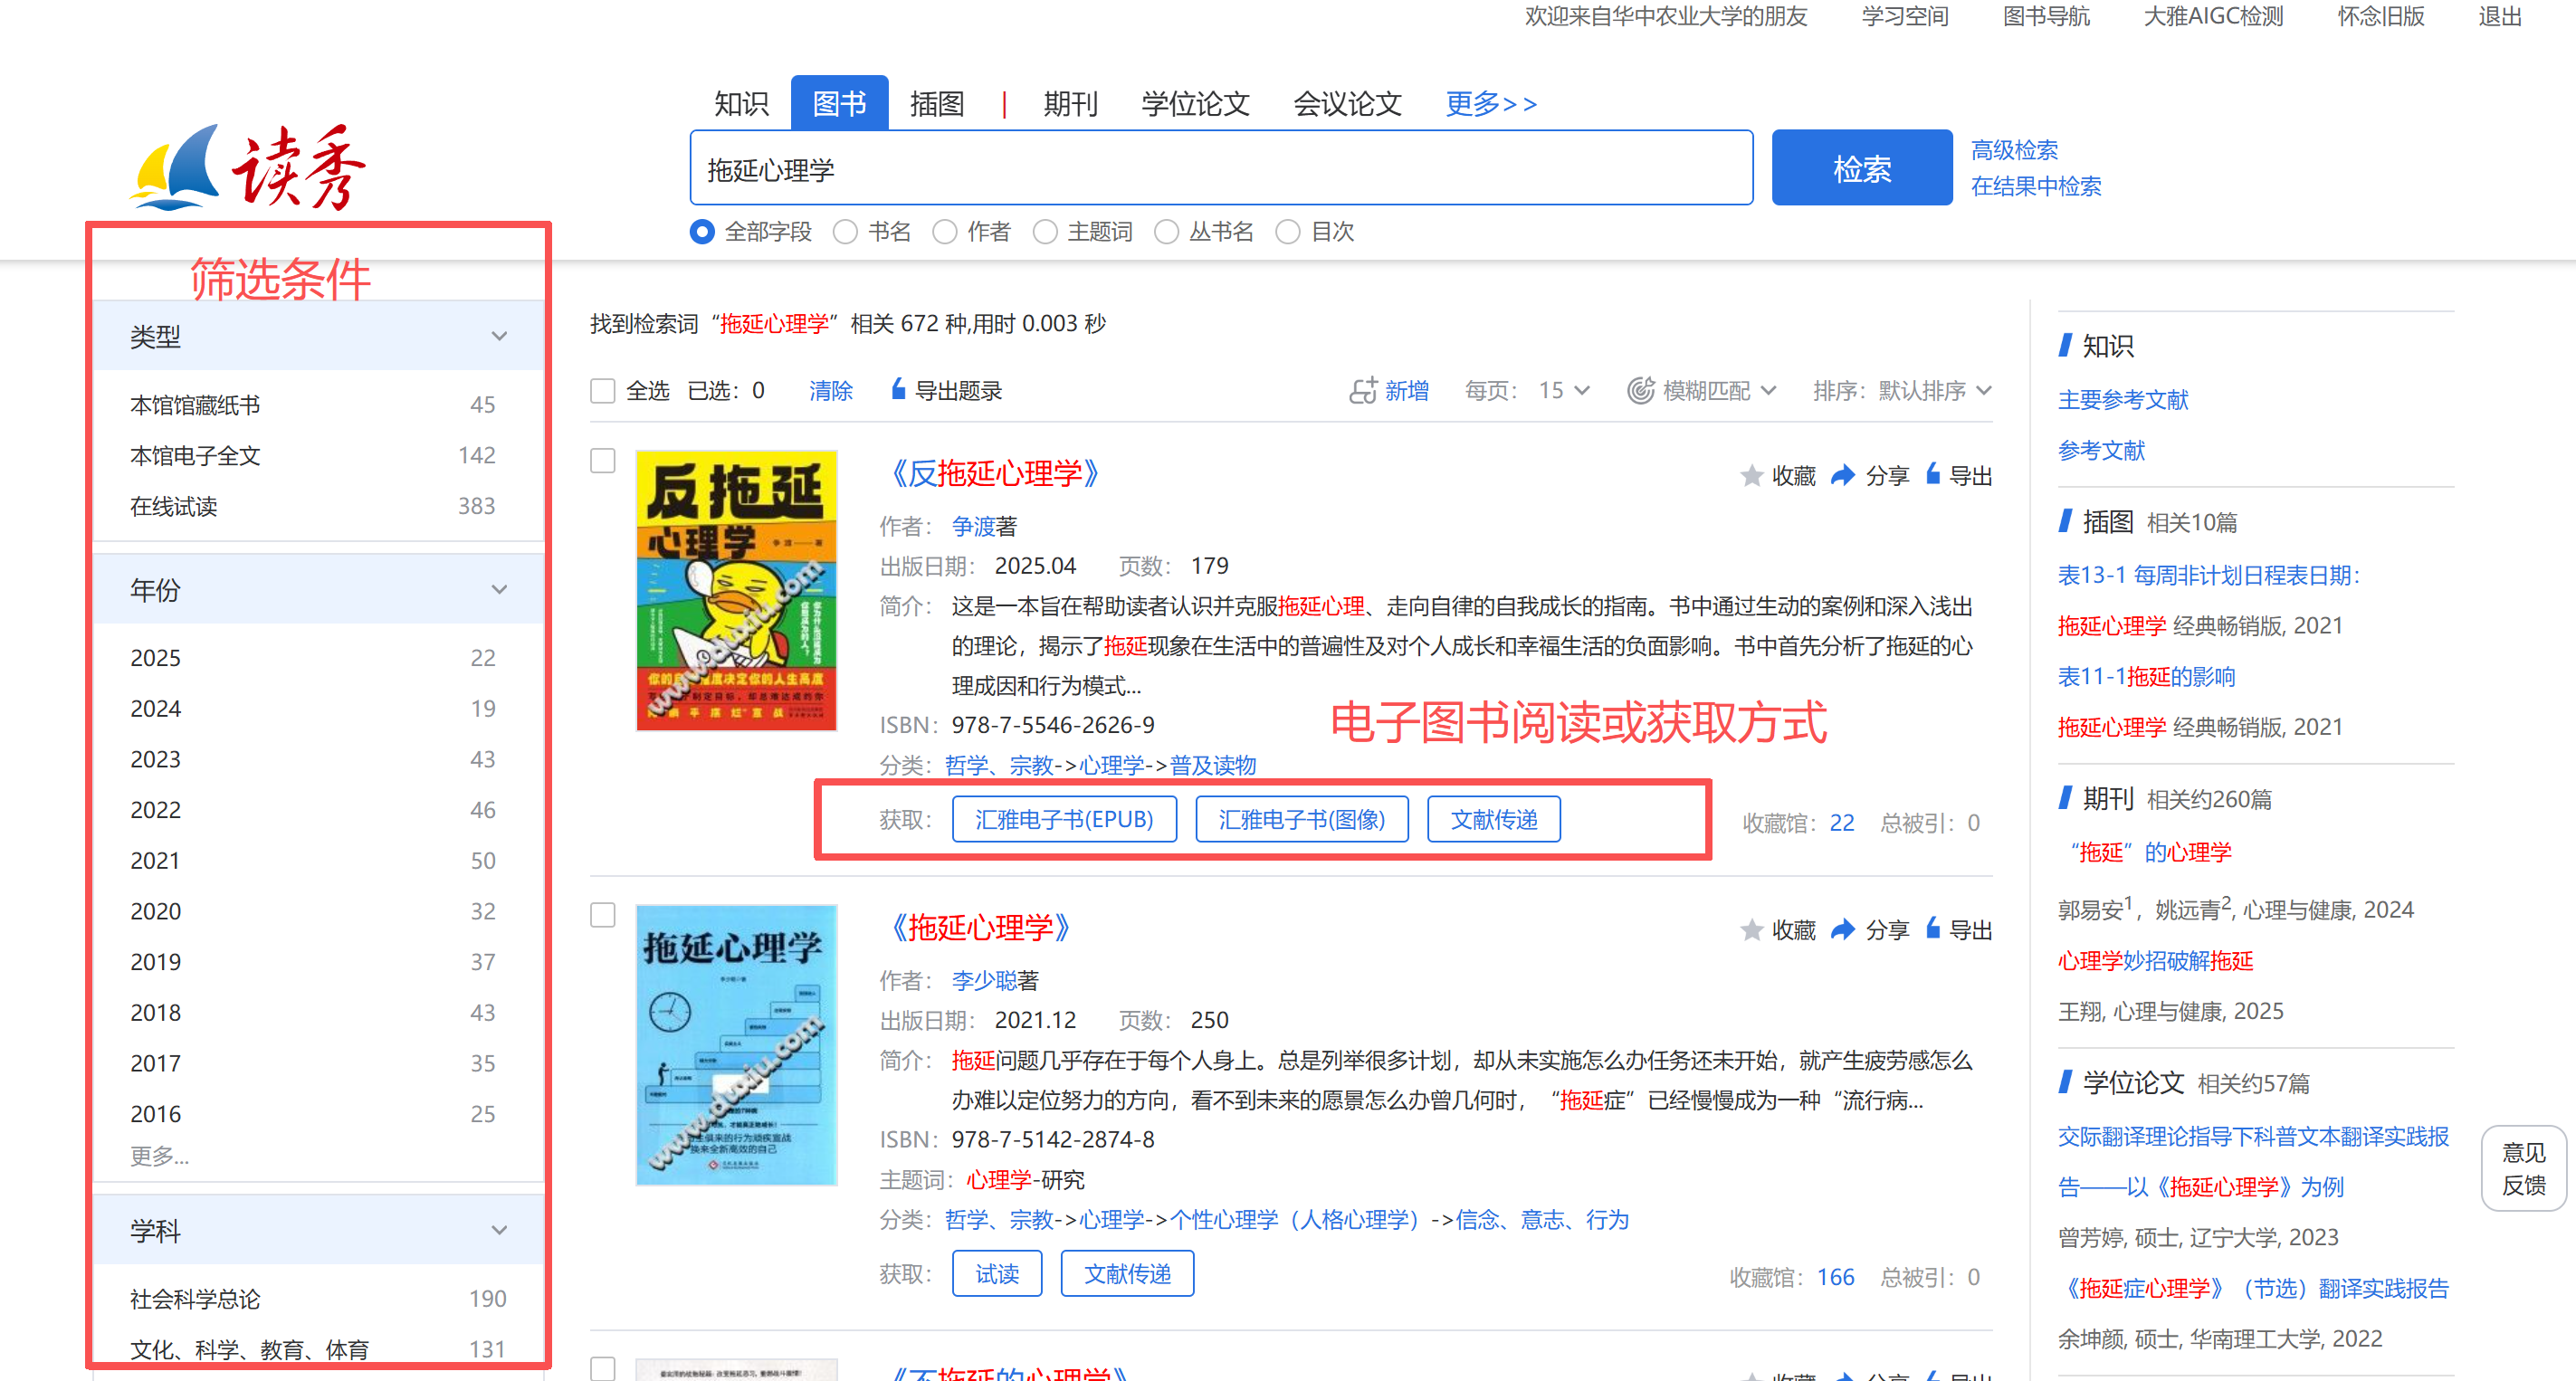 欢迎来自华中农业大学的朋友 学习空间 图书导航 大雅AIGC检测 怀念旧版 退出
读秀
知识 图书 插图 | 期刊 学位论文 会议论文 更多>>
拖延心理学
检索
高级检索
在结果中检索
全部字段 书名 作者 主题词 丛书名 目次
筛选条件
类型
本馆馆藏纸书 45
本馆电子全文 142
在线试读 383
年份
2025 22
2024 19
2023 43
2022 46
2021 50
2020 32
2019 37
2018 43
2017 35
2016 25
更多...
学科
社会科学总论 190
文化、科学、教育、体育 131
找到检索词“拖延心理学”相关 672 种,用时 0.003 秒
全选 已选：0 清除 导出题录 新增 每页： 15 模糊匹配 排序：默认排序
反拖延
心理学
争渡 著
www.duxiu.com
《反拖延心理学》
收藏 分享 导出
作者： 争渡著
出版日期： 2025.04 页数： 179
简介： 这是一本旨在帮助读者认识并克服拖延心理、走向自律的自我成长的指南。书中通过生动的案例和深入浅出
的理论，揭示了拖延现象在生活中的普遍性及对个人成长和幸福生活的负面影响。书中首先分析了拖延的心
理成因和行为模式...
ISBN： 978-7-5546-2626-9
电子图书阅读或获取方式
分类： 哲学、宗教->心理学->普及读物
获取： 汇雅电子书(EPUB) 汇雅电子书(图像) 文献传递
收藏馆：22 总被引：0
拖延心理学
李少聪 著
www.duxiu.com
《拖延心理学》
收藏 分享 导出
作者： 李少聪著
出版日期： 2021.12 页数： 250
简介： 拖延问题几乎存在于每个人身上。总是列举很多计划，却从未实施怎么办任务还未开始，就产生疲劳感怎么
办难以定位努力的方向，看不到未来的愿景怎么办曾几何时，“拖延症”已经慢慢成为一种“流行病...
ISBN： 978-7-5142-2874-8
主题词： 心理学-研究
分类： 哲学、宗教->心理学->个性心理学（人格心理学）->信念、意志、行为
获取： 试读 文献传递
收藏馆：166 总被引：0
《不拖延的心理学》
收藏 分享 导出
知识
主要参考文献
参考文献
插图 相关10篇
表13-1 每周非计划日程表日期：
拖延心理学 经典畅销版, 2021
表11-1拖延的影响
拖延心理学 经典畅销版, 2021
期刊 相关约260篇
“拖延”的心理学
郭易安1，姚远青2, 心理与健康, 2024
心理学妙招破解拖延
王翔, 心理与健康, 2025
学位论文 相关约57篇
交际翻译理论指导下科普文本翻译实践报
告——以《拖延心理学》为例
曾芳婷, 硕士, 辽宁大学, 2023
《拖延症心理学》（节选）翻译实践报告
余坤颜, 硕士, 华南理工大学, 2022
意见
反馈